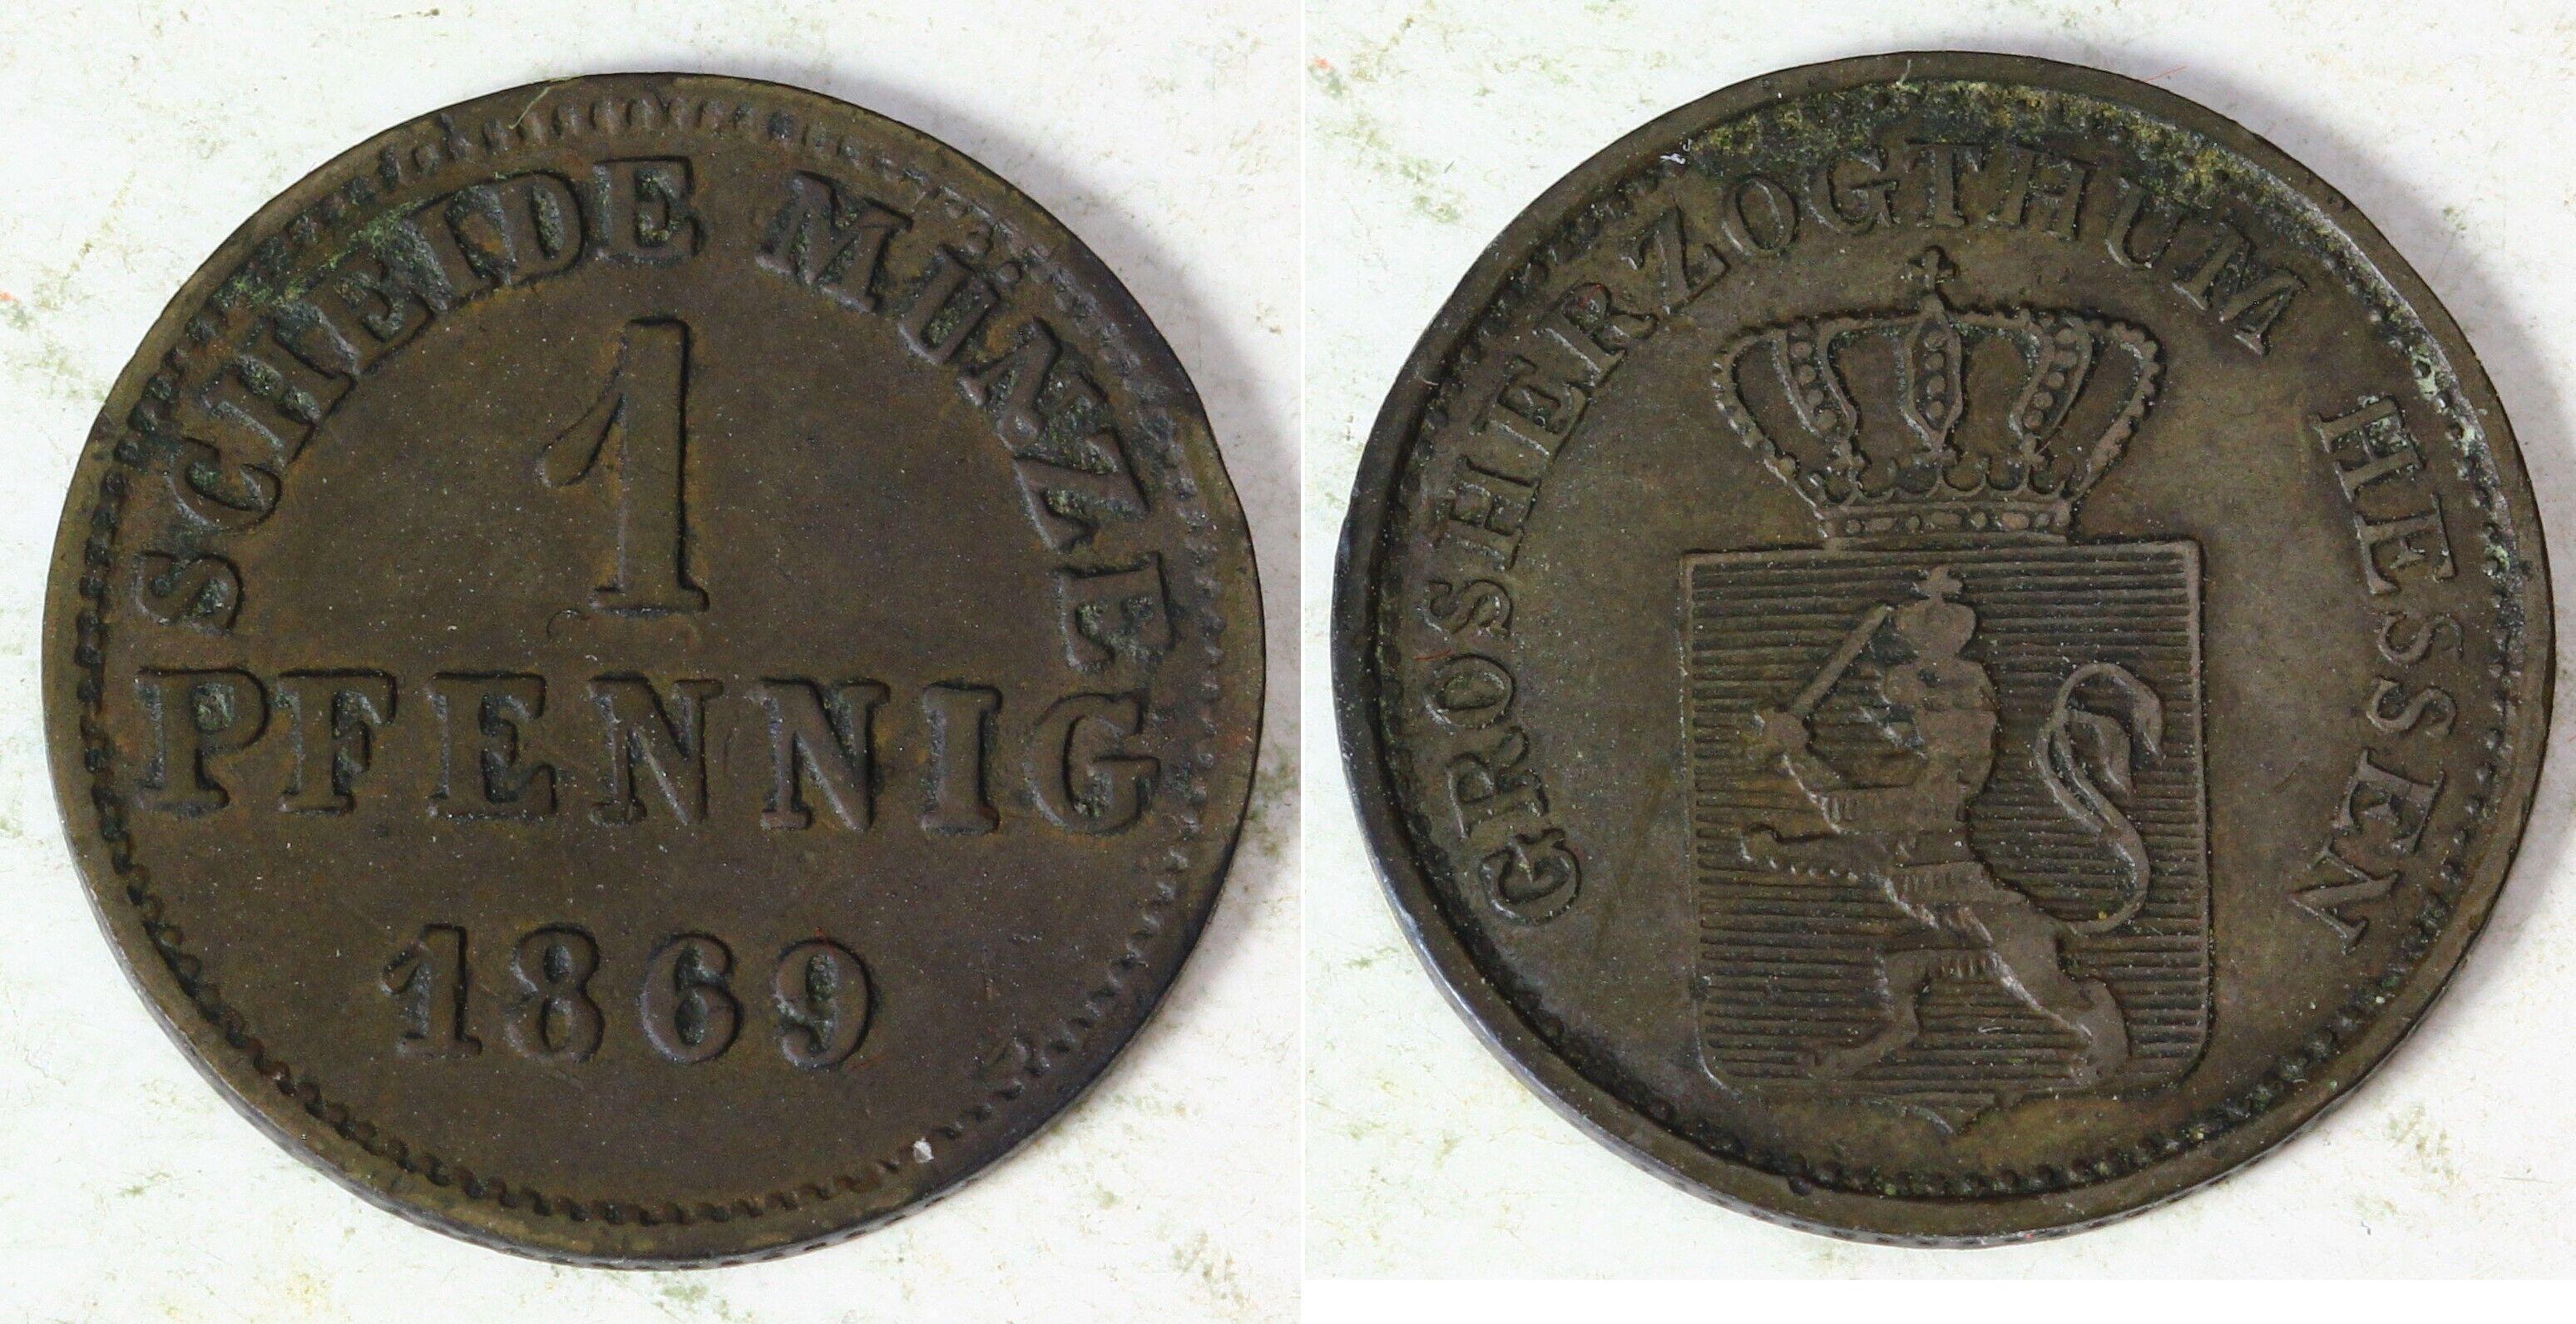 SCHEIDE MÜNZE
1
PFENNIG
1869
GROSHERZOGTHUM HESSEN